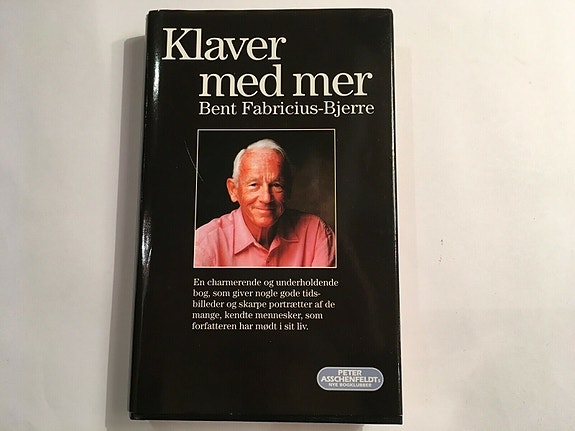 Klaver
med mer
Bent Fabricius-Bjerre
En charmerende og underholdende
bog, som giver nogle gode tids-
billeder og skarpe portrætter af de
mange, kendte mennesker, som
forfatteren har mødt i sit liv.
PETER
ASSCHENFELDTs
NYE BOGKLUBBER